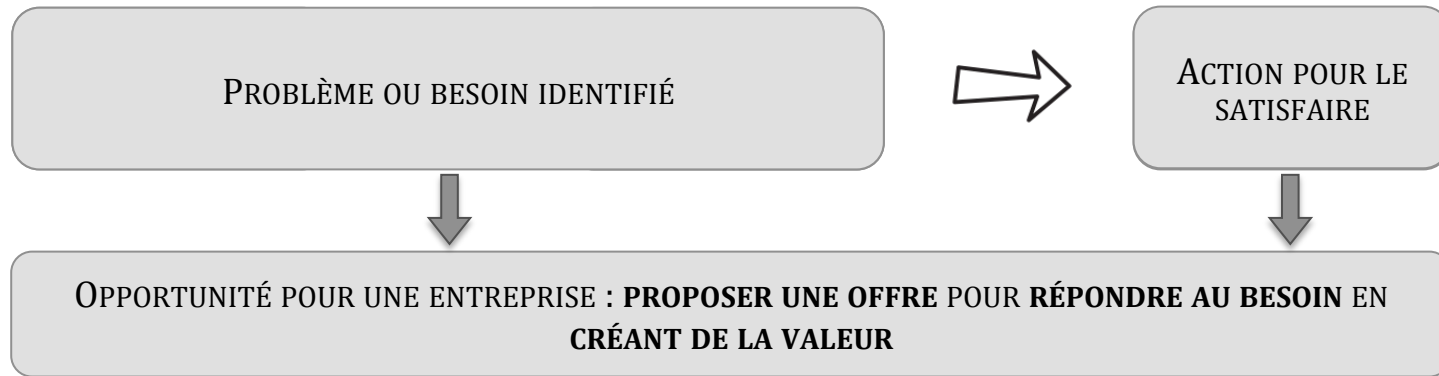 PROBLÈME OU BESOIN IDENTIFIÉ
ACTION POUR LE
SATISFAIRE
OPPORTUNITÉ POUR UNE ENTREPRISE : PROPOSER UNE OFFRE POUR RÉPONDRE AU BESOIN EN
CRÉANT DE LA VALEUR